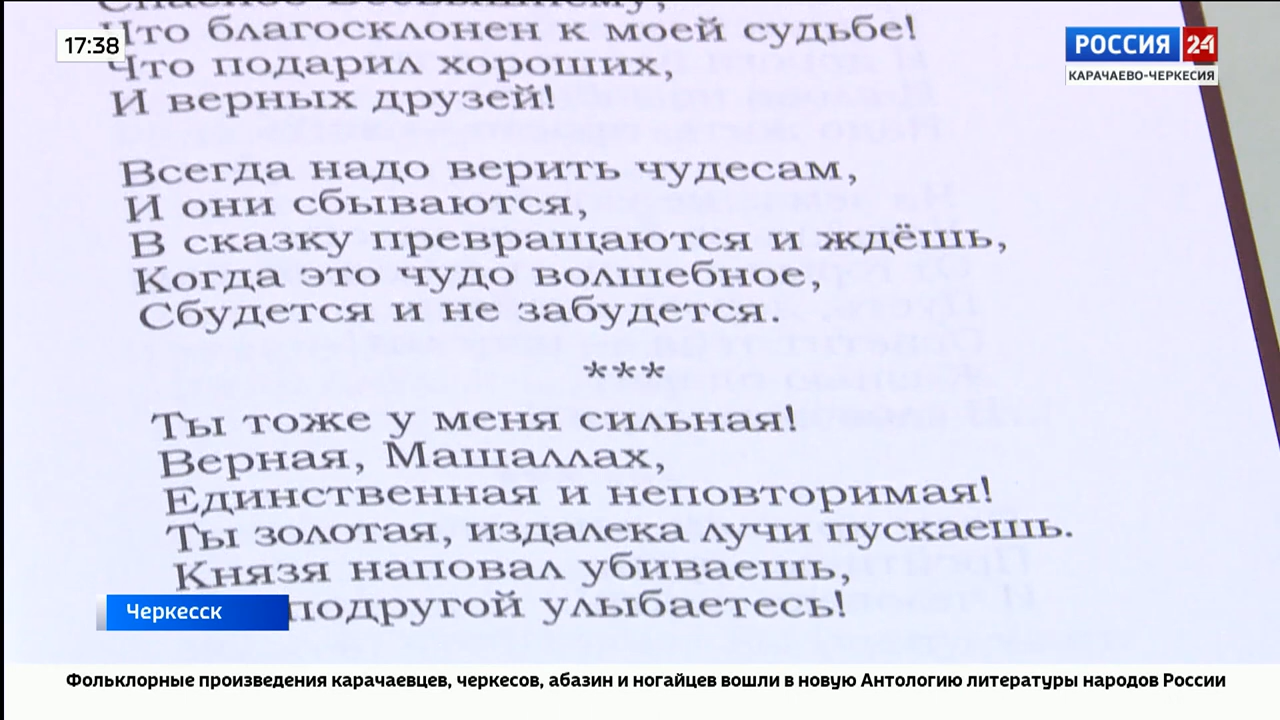 17:38
РОССИЯ 24
КАРАЧАЕВО-ЧЕРКЕСИЯ
Что благосклонен к моей судьбе!
Что подарил хороших,
И верных друзей!
Всегда надо верить чудесам,
И они сбываются,
В сказку превращаются и ждёшь,
Когда это чудо волшебное,
Сбудется и не забудется.
***
Ты тоже у меня сильная!
Верная, Машаллах,
Единственная и неповторимая!
Ты золотая, издалека лучи пускаешь.
Князя наповал убиваешь,
подругой улыбаетесь!
Черкесск
Фольклорные произведения карачаевцев, черкесов, абазин и ногайцев вошли в новую Антологию литературы народов России